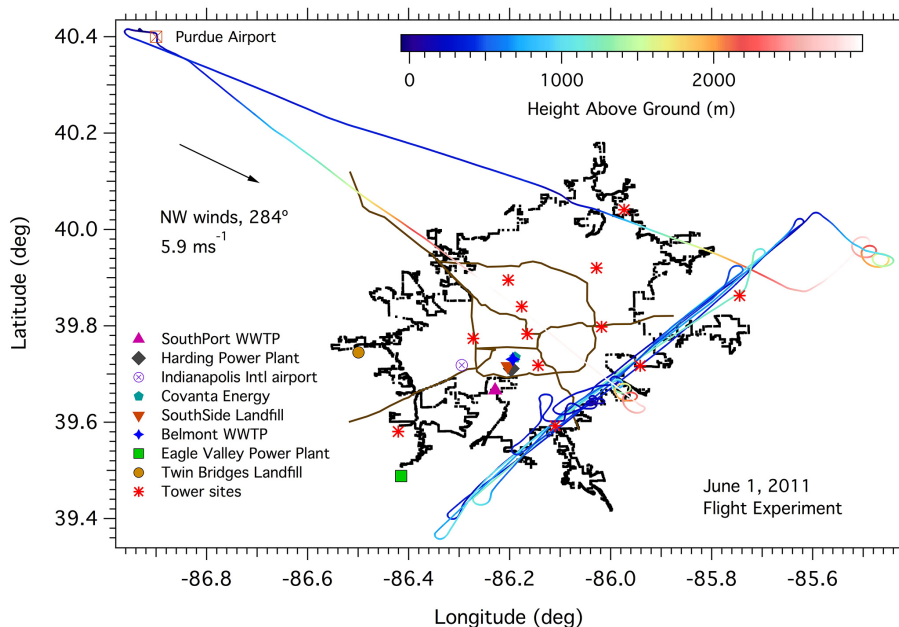 40.4
40.2
40.0
39.8
39.6
39.4
Latitude (deg)
Purdue Airport
0
1000
2000
Height Above Ground (m)
NW winds, 284º
5.9 ms-1
SouthPort WWTP
Harding Power Plant
Indianapolis Intl airport
Covanta Energy
SouthSide Landfill
Belmont WWTP
Eagle Valley Power Plant
Twin Bridges Landfill
Tower sites
June 1, 2011
Flight Experiment
-86.8
-86.6
-86.4
-86.2
-86.0
-85.8
-85.6
Longitude (deg)